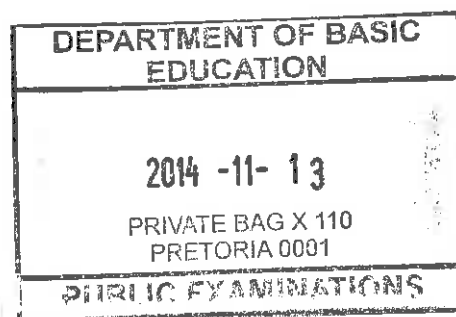 DEPARTMENT OF BASIC
EDUCATION
2014 -11- 13
PRIVATE BAG X 110
PRETORIA 0001
PUBLIC EXAMINATIONS